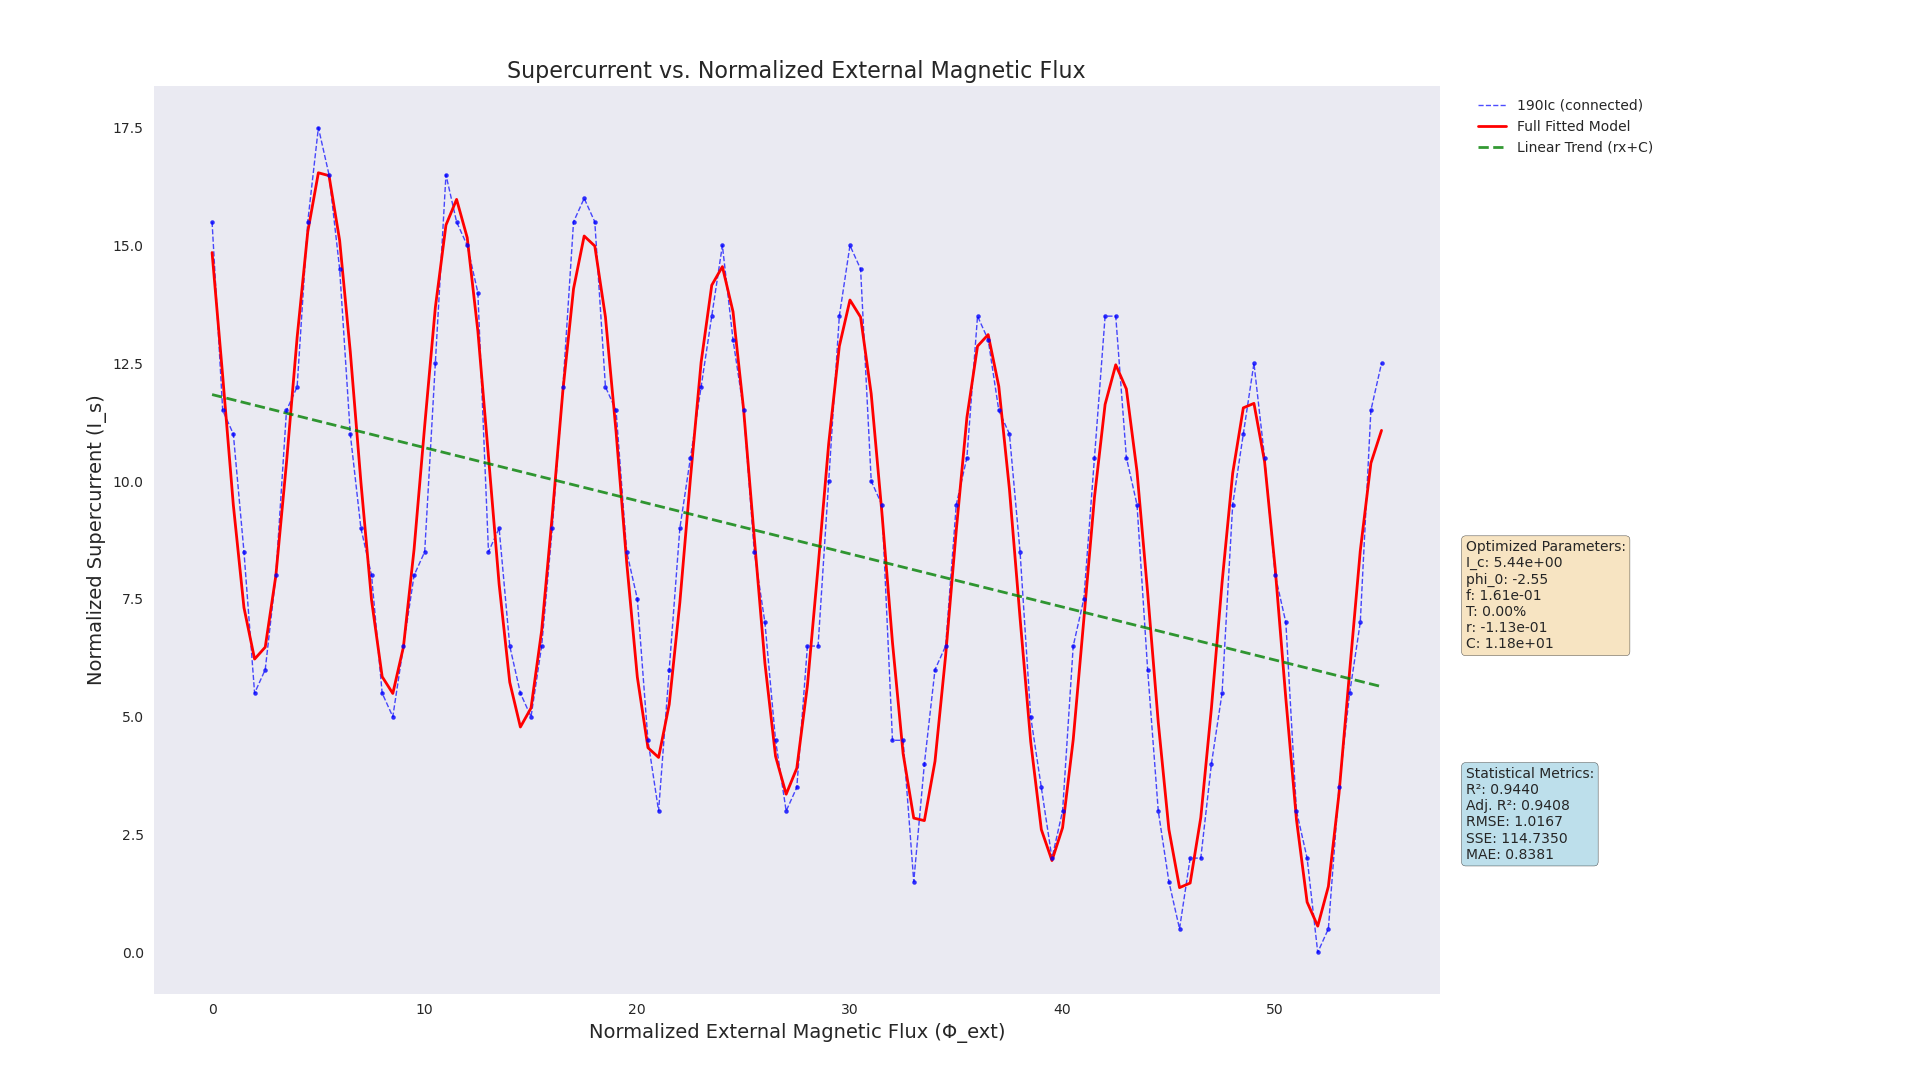 Supercurrent vs. Normalized External Magnetic Flux
190Ic (connected)
Full Fitted Model
Linear Trend (rx+C)
17.5
15.0
12.5
10.0
7.5
5.0
2.5
0.0
Normalized Supercurrent (I_s)
0 10 20 30 40 50
Normalized External Magnetic Flux (Φ_ext)
Optimized Parameters:
I_c: 5.44e+00
phi_0: -2.55
f: 1.61e-01
T: 0.00%
r: -1.13e-01
C: 1.18e+01
Statistical Metrics:
R²: 0.9440
Adj. R²: 0.9408
RMSE: 1.0167
SSE: 114.7350
MAE: 0.8381